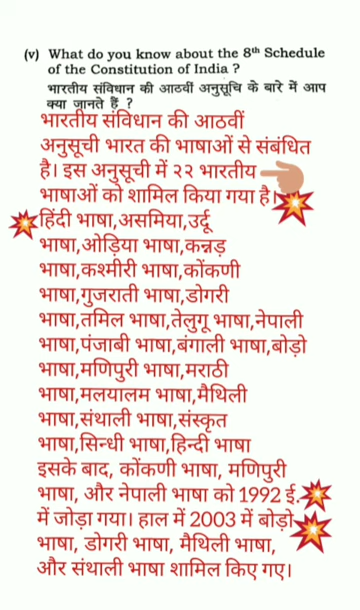 (v) What do you know about the 8th Schedule
of the Constitution of India ?
भारतीय संविधान की आठवीं अनुसूचि के बारे में आप
क्या जानते हैं ?
भारतीय संविधान की आठवीं
अनुसूची भारत की भाषाओं से संबंधित
है। इस अनुसूची में २२ भारतीय
भाषाओं को शामिल किया गया है।
हिंदी भाषा,असमिया,उर्दू
भाषा,ओड़िया भाषा,कन्नड़
भाषा,कश्मीरी भाषा,कोंकणी
भाषा,गुजराती भाषा,डोगरी
भाषा,तमिल भाषा,तेलुगू भाषा,नेपाली
भाषा,पंजाबी भाषा,बंगाली भाषा,बोड़ो
भाषा,मणिपुरी भाषा,मराठी
भाषा,मलयालम भाषा,मैथिली
भाषा,संथाली भाषा,संस्कृत
भाषा,सिन्धी भाषा,हिन्दी भाषा
इसके बाद, कोंकणी भाषा, मणिपुरी
भाषा, और नेपाली भाषा को 1992 ई.
में जोड़ा गया। हाल में 2003 में बोड़ो
भाषा, डोगरी भाषा, मैथिली भाषा,
और संथाली भाषा शामिल किए गए।